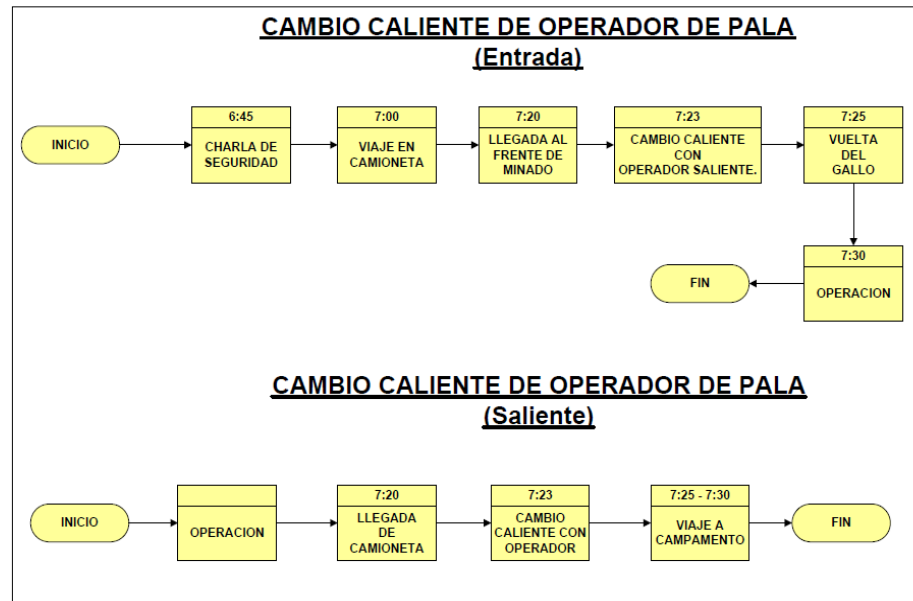 CAMBIO CALIENTE DE OPERADOR DE PALA
(Entrada)
INICIO
6:45
CHARLA DE
SEGURIDAD
7:00
VIAJE EN
CAMIONETA
7:20
LLEGADA AL
FRENTE DE
MINADO
7:23
CAMBIO CALIENTE
CON
OPERADOR SALIENTE.
7:25
VUELTA
DEL
GALLO
7:30
OPERACION
FIN
CAMBIO CALIENTE DE OPERADOR DE PALA
(Saliente)
INICIO
OPERACION
7:20
LLEGADA
DE
CAMIONETA
7:23
CAMBIO
CALIENTE CON
OPERADOR
7:25 - 7:30
VIAJE A
CAMPAMENTO
FIN